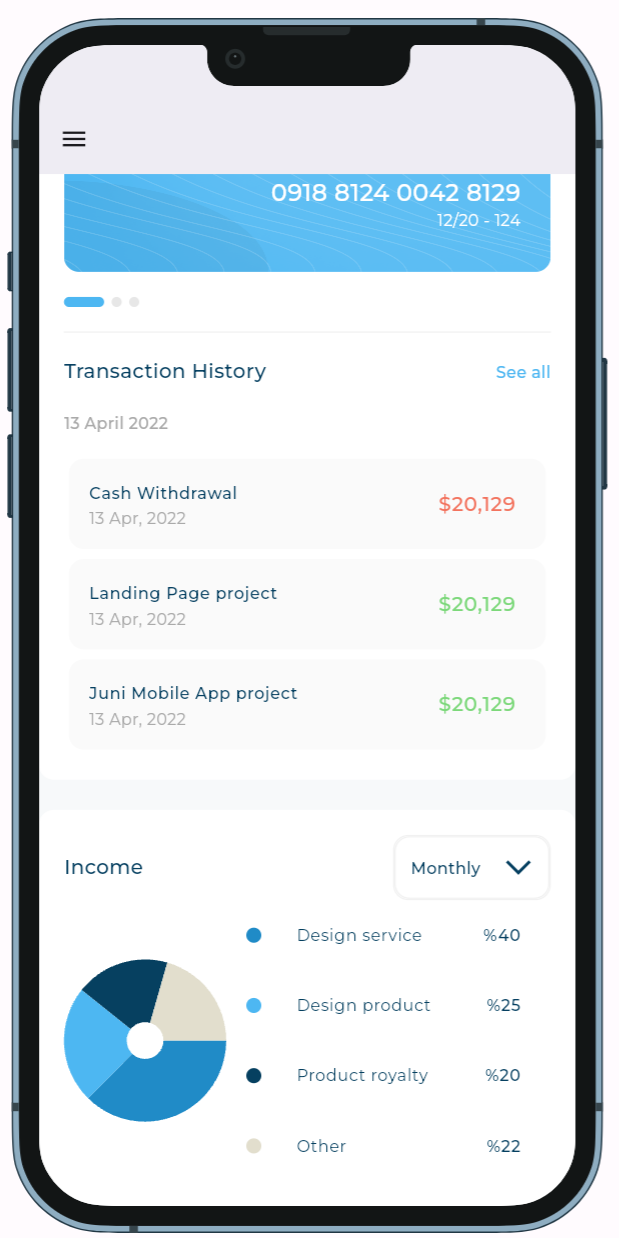 0918 8124 0042 8129
12/20 - 124
Transaction History
See all
13 April 2022
Cash Withdrawal
$20,129
13 Apr, 2022
Landing Page project
$20,129
13 Apr, 2022
Juni Mobile App project
$20,129
13 Apr, 2022
Income
Monthly
Design service %40
Design product %25
Product royalty %20
Other %22